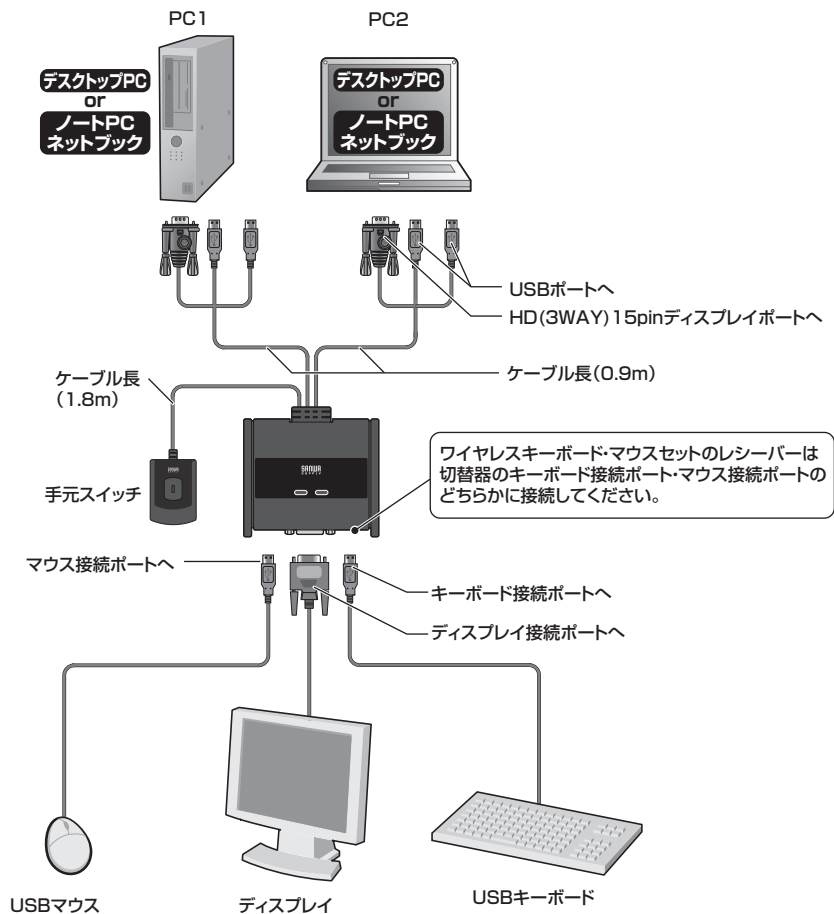 PC1
PC2
デスクトップPC
or
ノートPC
ネットブック
デスクトップPC
or
ノートPC
ネットブック
USBポートへ
HD(3WAY)15pinディスプレイポートへ
ケーブル長(0.9m)
ケーブル長
(1.8m)
SANWA
SUPPLY
手元スイッチ
ワイヤレスキーボード・マウスセットのレシーバーは
切替器のキーボード接続ポート・マウス接続ポートの
どちらかに接続してください。
マウス接続ポートへ
キーボード接続ポートへ
ディスプレイ接続ポートへ
USBマウス
ディスプレイ
USBキーボード